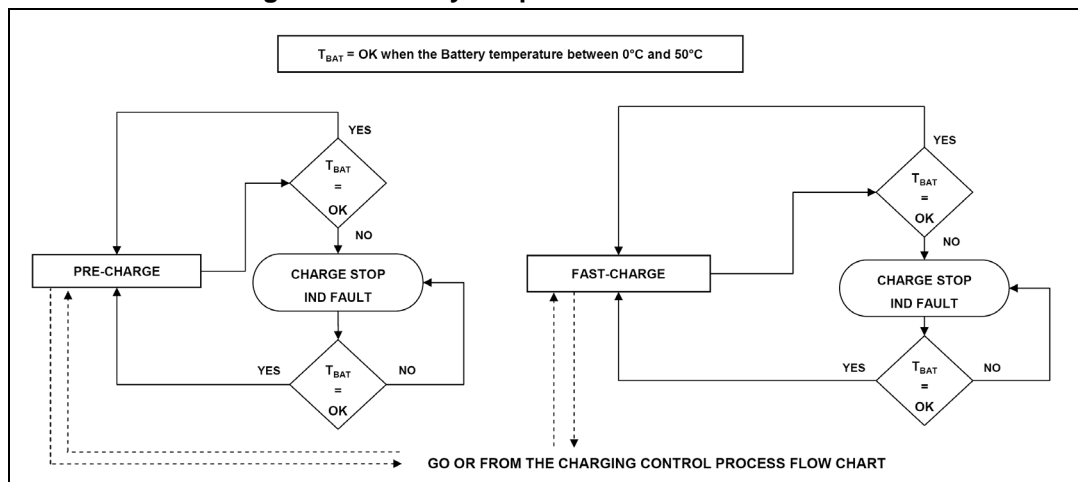 T_BAT = OK when the Battery temperature between 0°C and 50°C
YES
T_BAT
=
OK
NO
PRE-CHARGE
CHARGE STOP
IND FAULT
YES
T_BAT
=
OK
NO
YES
T_BAT
=
OK
NO
FAST-CHARGE
CHARGE STOP
IND FAULT
YES
T_BAT
=
OK
NO
GO OR FROM THE CHARGING CONTROL PROCESS FLOW CHART